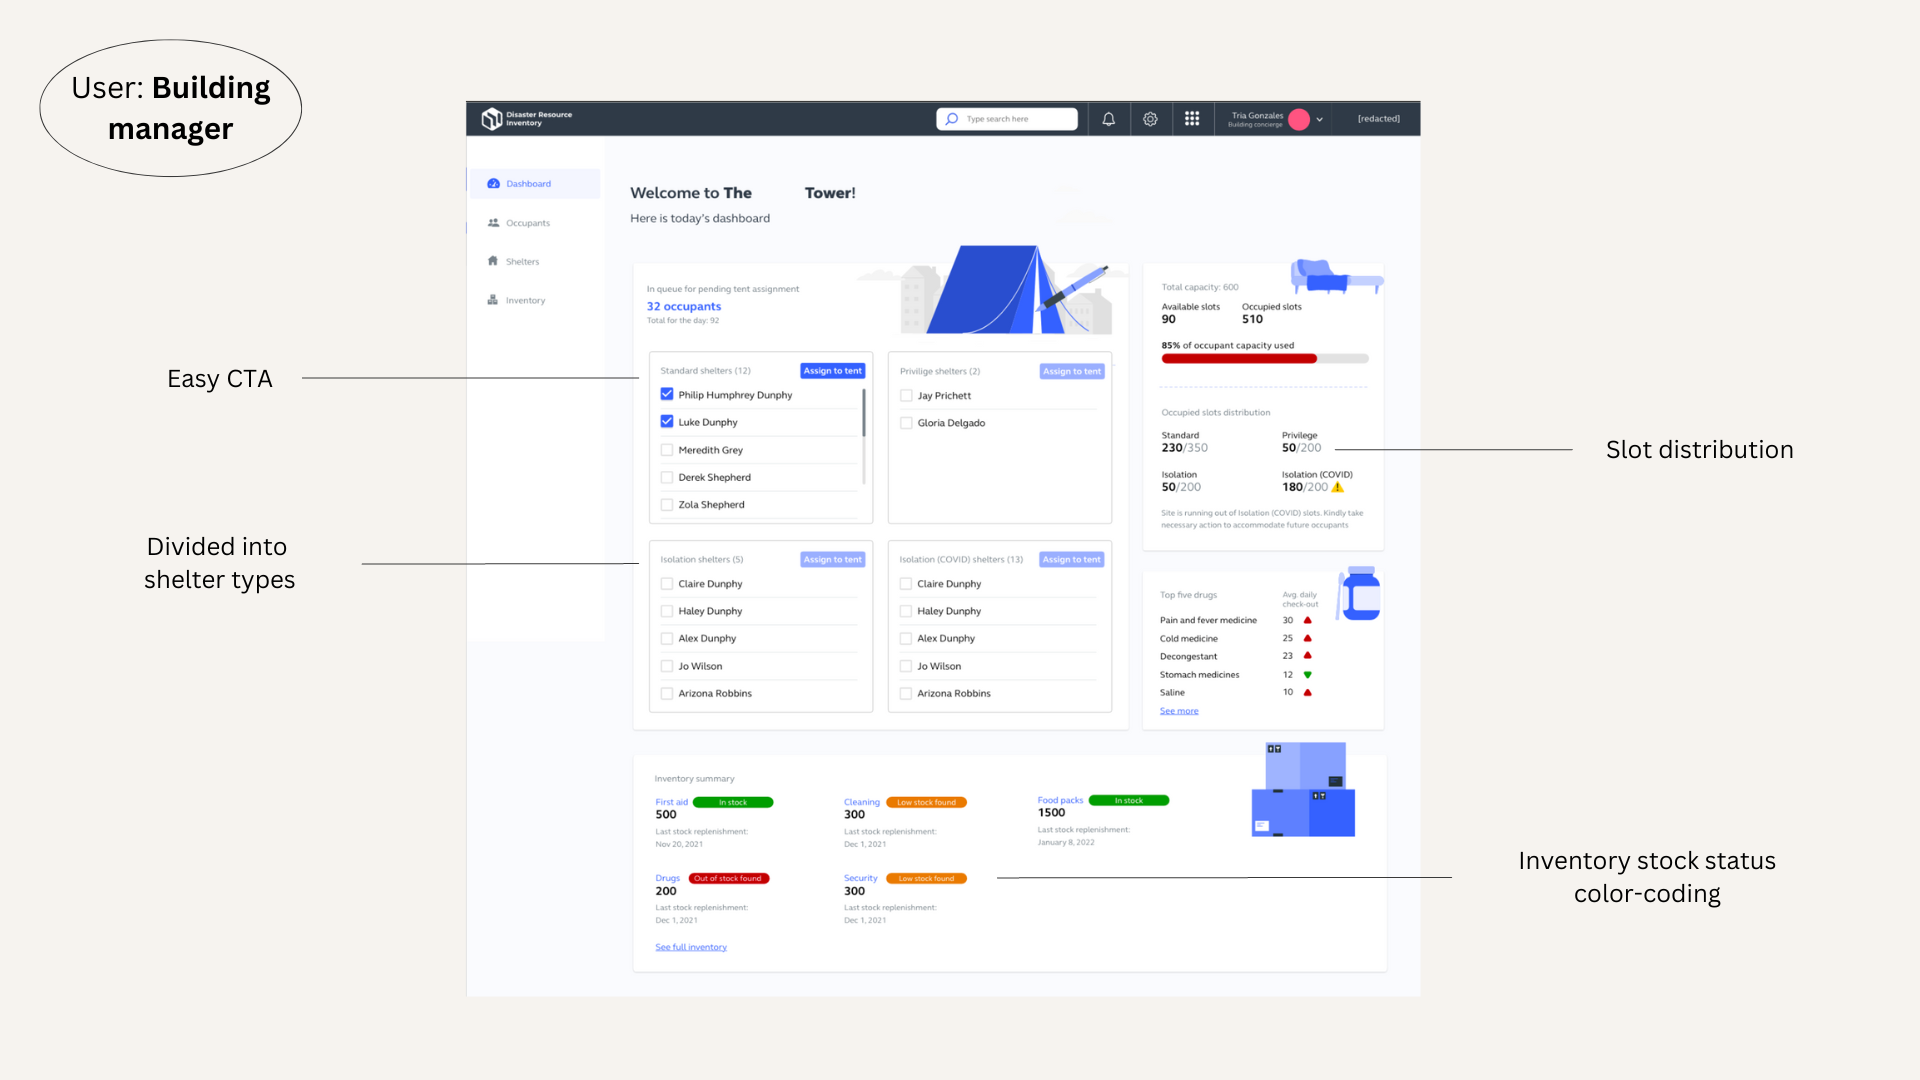 User: Building
manager
Disaster Resource
Inventory
Type search here
Tria Gonzales
Building concierge
[redacted]
Dashboard
Occupants
Shelters
Inventory
Welcome to The Tower!
Here is today's dashboard
In queue for pending tent assignment
32 occupants
Total for the day: 92
Standard shelters (12)
Assign to tent
Philip Humphrey Dunphy
Luke Dunphy
Meredith Grey
Derek Shepherd
Zola Shepherd
Privilige shelters (2)
Assign to tent
Jay Prichett
Gloria Delgado
Isolation shelters (5)
Assign to tent
Claire Dunphy
Haley Dunphy
Alex Dunphy
Jo Wilson
Arizona Robbins
Isolation (COVID) shelters (13)
Assign to tent
Claire Dunphy
Haley Dunphy
Alex Dunphy
Jo Wilson
Arizona Robbins
Total capacity: 600
Available slots Occupied slots
90 510
85% of occupant capacity used
Occupied slots distribution
Standard Privilege
230/350 50/200
Isolation Isolation (COVID)
50/200 180/200
Site is running out of Isolation (COVID) slots. Kindly take
necessary action to accommodate future occupants
Top five drugs Avg. daily
check-out
Pain and fever medicine 30
Cold medicine 25
Decongestant 23
Stomach medicines 12
Saline 10
See more
Inventory summary
First aid In stock
500
Last stock replenishment:
Nov 20, 2021
Cleaning Low stock found
300
Last stock replenishment:
Dec 1, 2021
Food packs In stock
1500
Last stock replenishment:
January 8, 2022
Drugs Out of stock found
200
Last stock replenishment:
Dec 1, 2021
Security Low stock found
300
Last stock replenishment:
Dec 1, 2021
See full inventory
Easy CTA
Divided into
shelter types
Slot distribution
Inventory stock status
color-coding